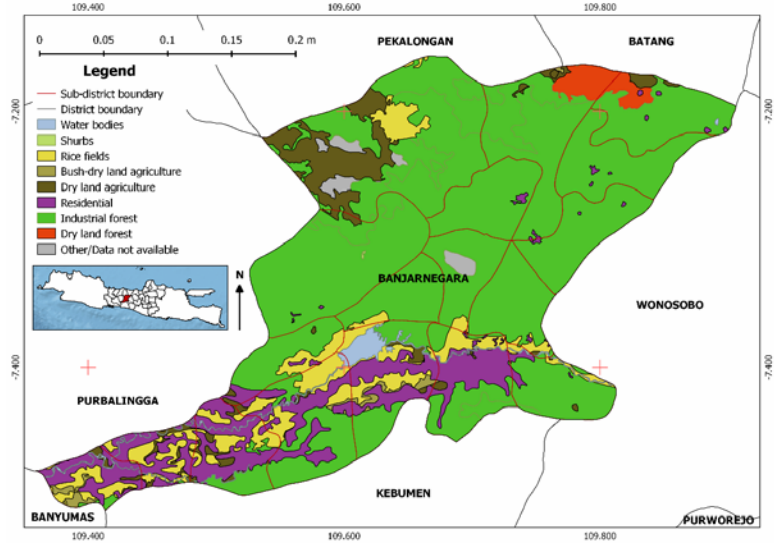 109.400 109.600 109.800
0 0.05 0.1 0.15 0.2 m
PEKALONGAN
BATANG
Legend
Sub-district boundary
District boundary
Water bodies
Shurbs
Rice fields
Bush-dry land agriculture
Dry land agriculture
Residential
Industrial forest
Dry land forest
Other/Data not available
N
-7.200
-7.200
BANJARNEGARA
WONOSOBO
-7.400
-7.400
PURBALINGGA
KEBUMEN
BANYUMAS
PURWOREJO
109.400 109.600 109.800